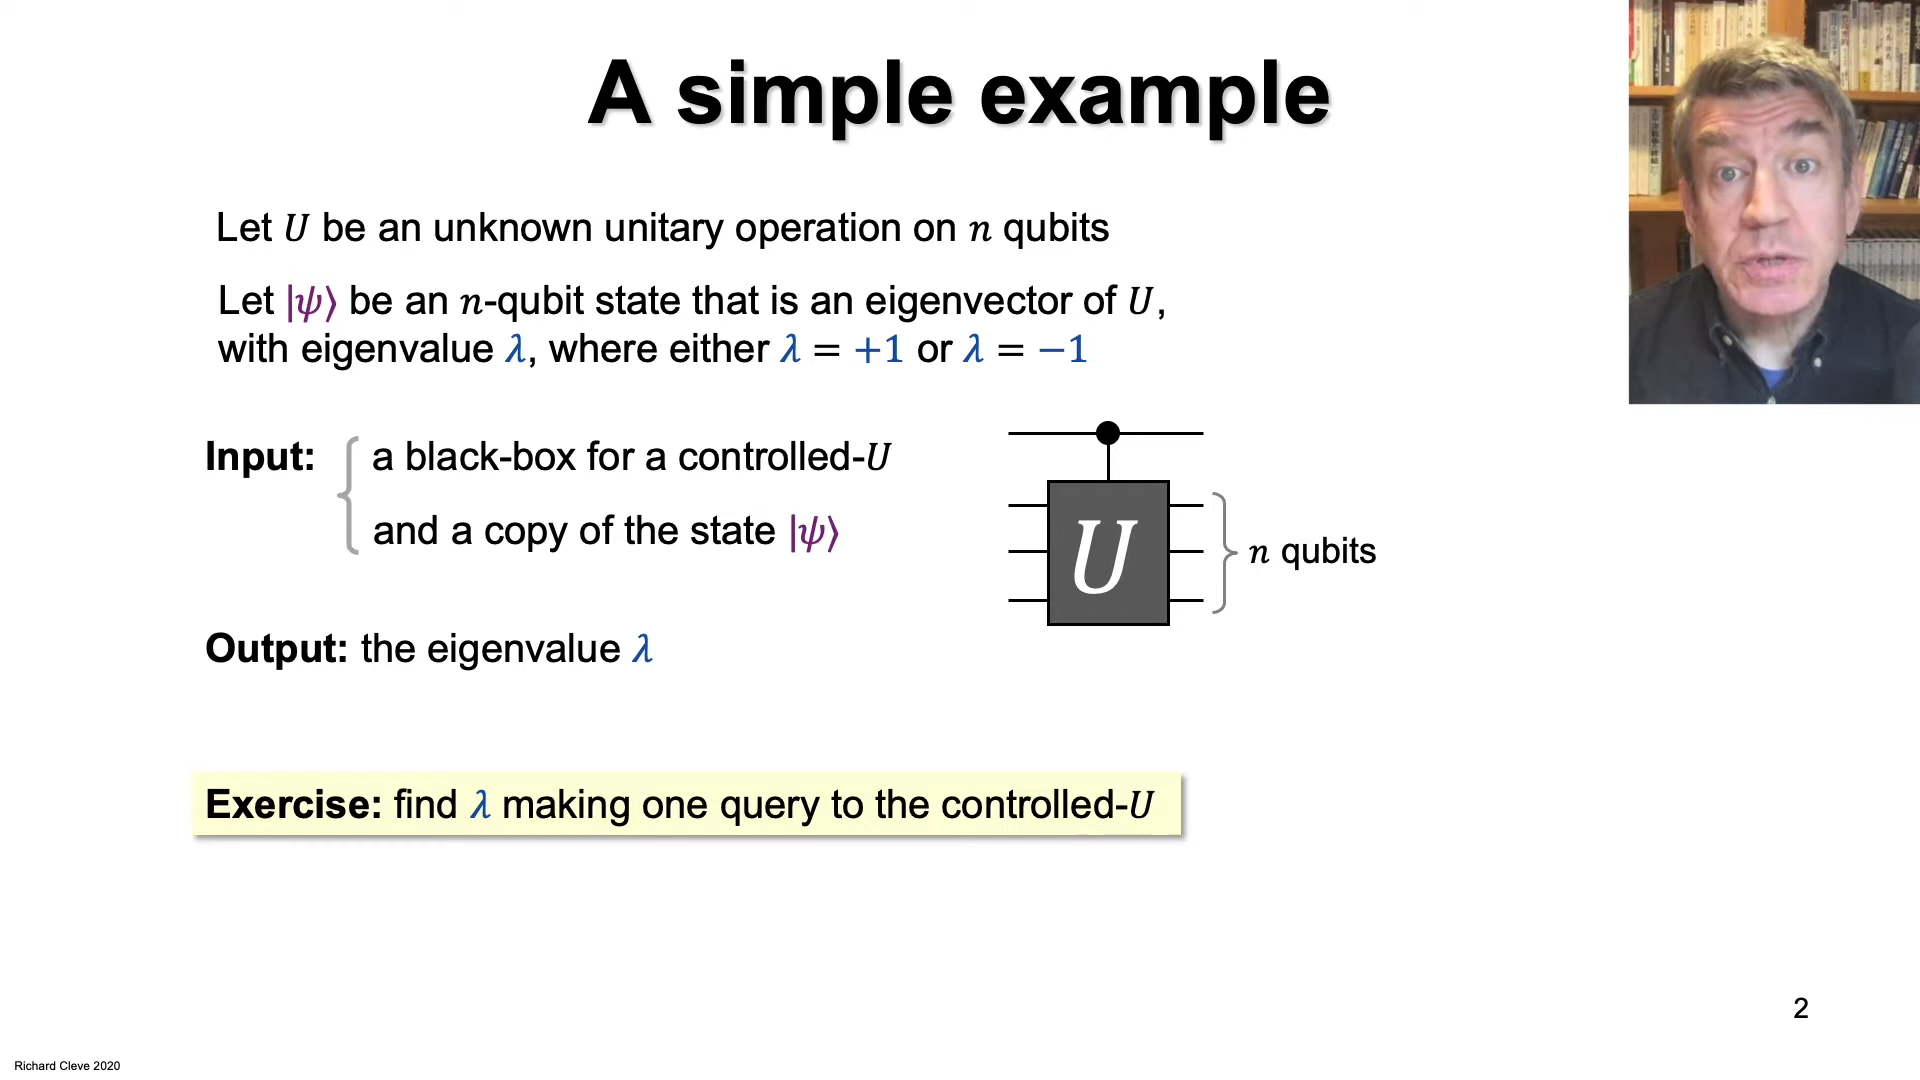 A simple example
Let U be an unknown unitary operation on n qubits
Let |ψ⟩ be an n-qubit state that is an eigenvector of U,
with eigenvalue λ, where either λ = +1 or λ = −1
Input: a black-box for a controlled-U
and a copy of the state |ψ⟩
U
n qubits
Output: the eigenvalue λ
Exercise: find λ making one query to the controlled-U
2
Richard Cleve 2020